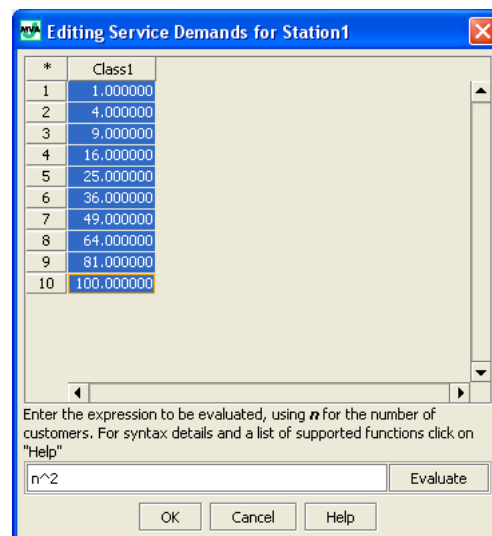 MVA Editing Service Demands for Station1
* Class1
1 1.000000
2 4.000000
3 9.000000
4 16.000000
5 25.000000
6 36.000000
7 49.000000
8 64.000000
9 81.000000
10 100.000000
Enter the expression to be evaluated, using n for the number of
customers. For syntax details and a list of supported functions click on
"Help"
n^2 Evaluate
OK Cancel Help